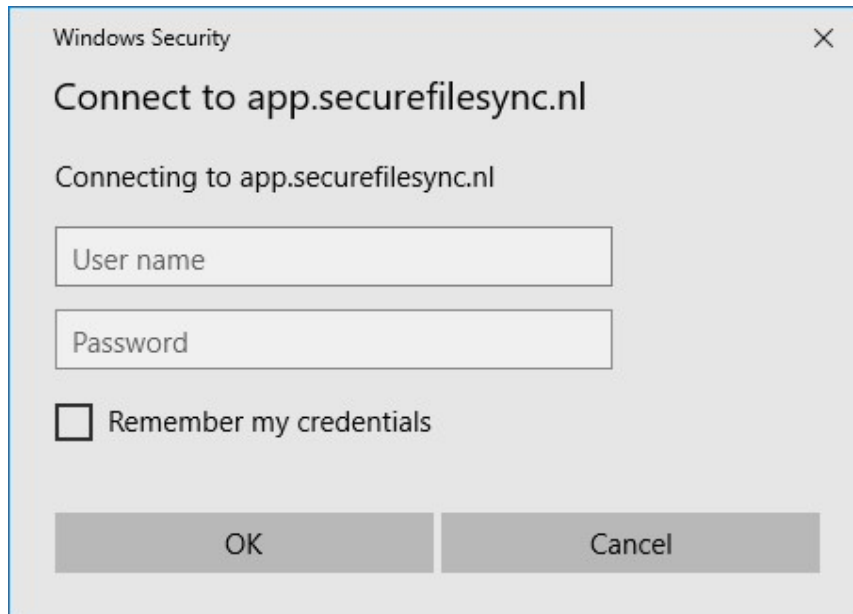 Windows Security
Connect to app.securefilesync.nl
Connecting to app.securefilesync.nl
User name
Password
Remember my credentials
OK
Cancel